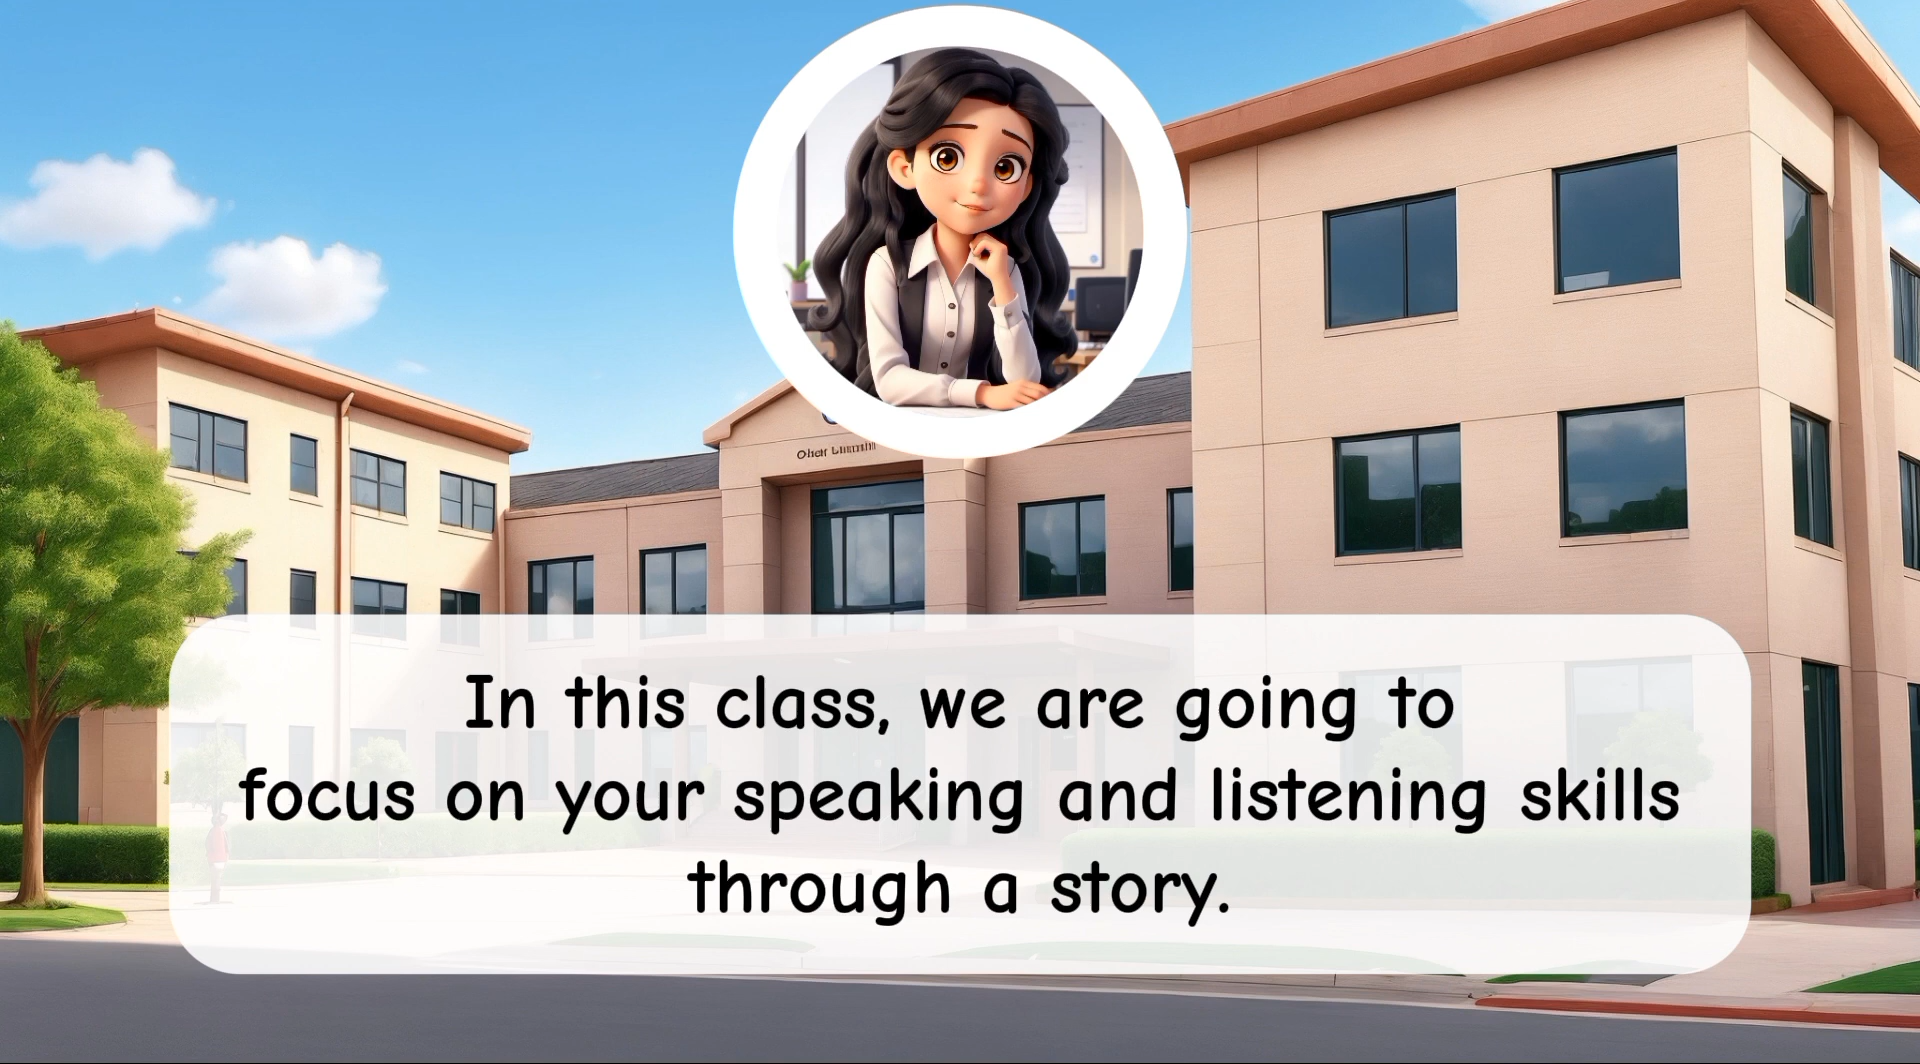 In this class, we are going to
focus on your speaking and listening skills
through a story.